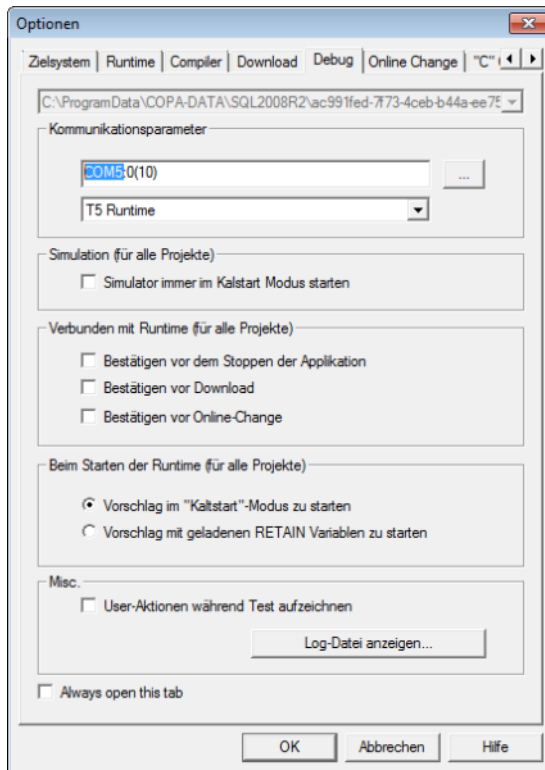 Optionen
Zielsystem Runtime Compiler Download Debug Online Change "C"
C:\ProgramData\COPA-DATA\SQL2008R2\ac991fed-7f73-4ceb-b44a-ee75
Kommunikationsparameter
COM5:0(10)
...
T5 Runtime
Simulation (für alle Projekte)
Simulator immer im Kalstart Modus starten
Verbunden mit Runtime (für alle Projekte)
Bestätigen vor dem Stoppen der Applikation
Bestätigen vor Download
Bestätigen vor Online-Change
Beim Starten der Runtime (für alle Projekte)
Vorschlag im "Kaltstart"-Modus zu starten
Vorschlag mit geladenen RETAIN Variablen zu starten
Misc.
User-Aktionen während Test aufzeichnen
Log-Datei anzeigen...
Always open this tab
OK Abbrechen Hilfe